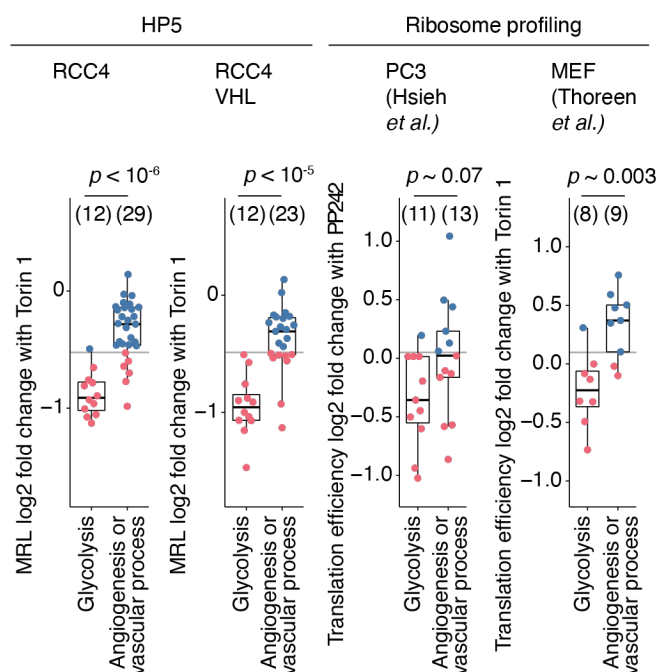 HP5
Ribosome profiling
RCC4
RCC4
VHL
PC3
(Hsieh
et al.)
MEF
(Thoreen
et al.)
MRL log2 fold change with Torin 1
p < 10-6
(12) (29)
0
−1
Glycolysis
Angiogenesis or
vascular process
MRL log2 fold change with Torin 1
p < 10-5
(12) (23)
0
−1
Glycolysis
Angiogenesis or
vascular process
Translation efficiency log2 fold change with PP242
p ~ 0.07
(11) (13)
1.0
0.5
0.0
−0.5
−1.0
Glycolysis
Angiogenesis or
vascular process
Translation efficiency log2 fold change with Torin 1
p ~ 0.003
(8) (9)
1.0
0.5
0.0
−0.5
−1.0
Glycolysis
Angiogenesis or
vascular process